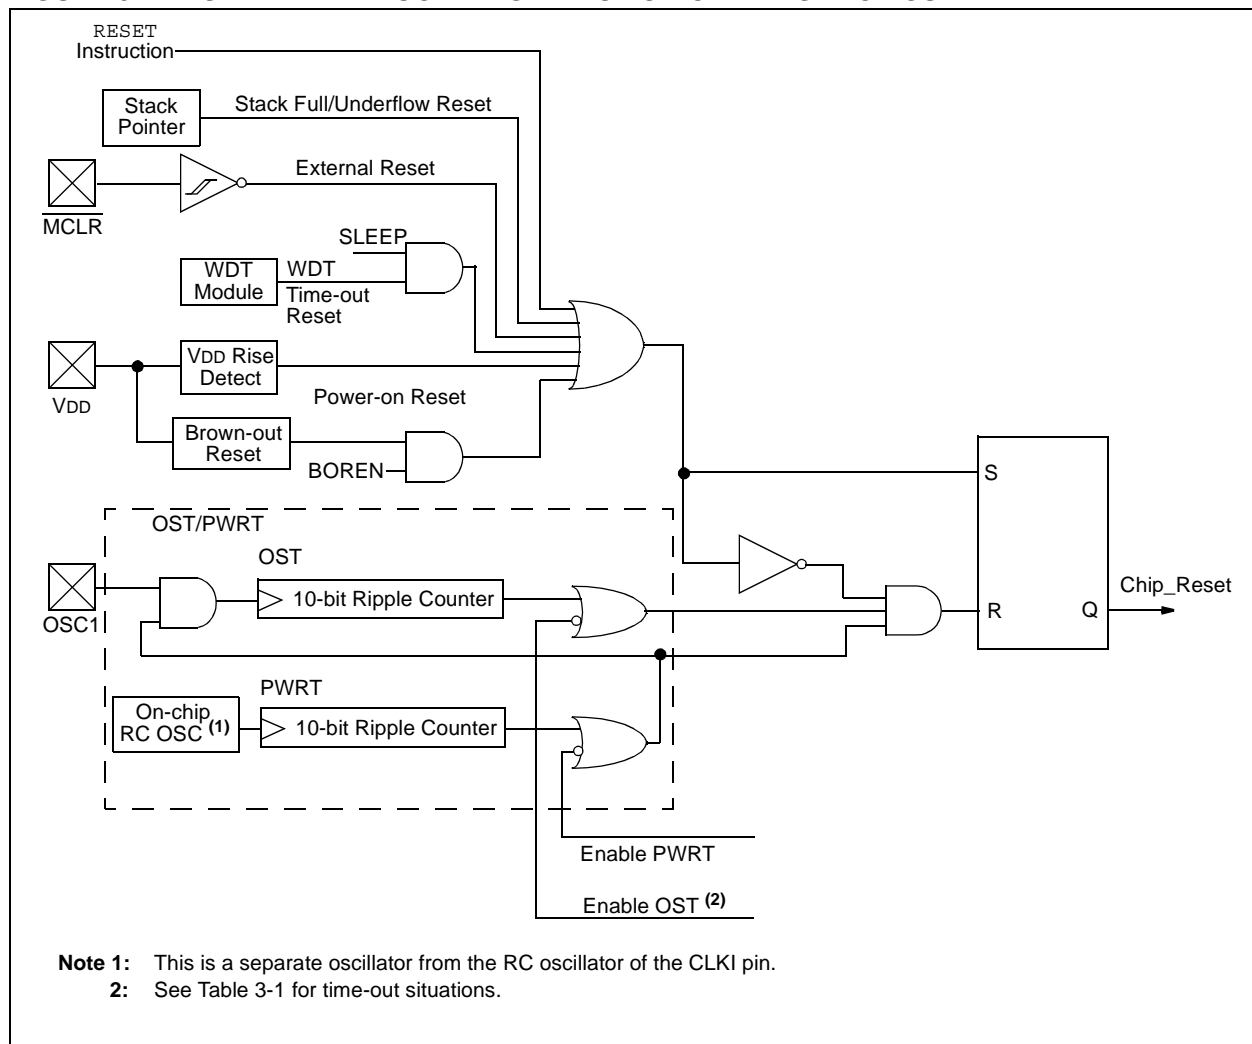 RESET
Instruction
Stack
Pointer
Stack Full/Underflow Reset
External Reset
MCLR
SLEEP
WDT
Module
WDT
Time-out
Reset
VDD
VDD Rise
Detect
Power-on Reset
Brown-out
Reset
BOREN
S
OST/PWRT
OST
10-bit Ripple Counter
OSC1
R
Q
Chip_Reset
PWRT
On-chip
RC OSC (1)
10-bit Ripple Counter
Enable PWRT
Enable OST (2)
Note 1: This is a separate oscillator from the RC oscillator of the CLKI pin.
2: See Table 3-1 for time-out situations.